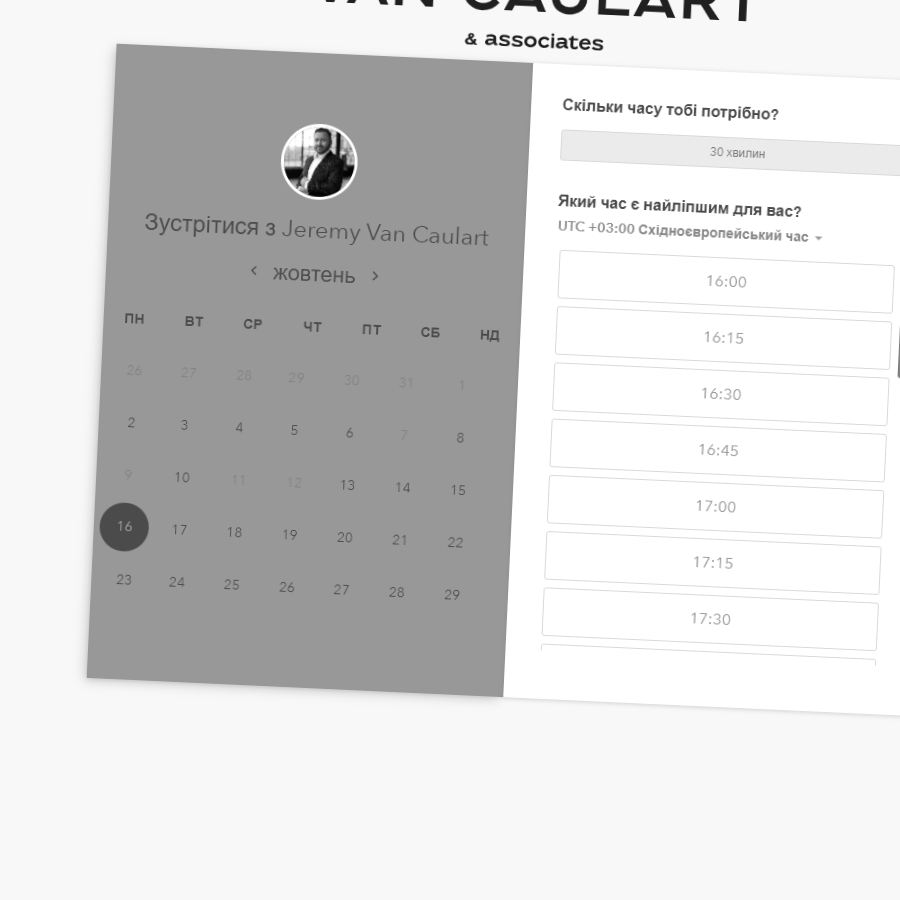 VAN CAULART
& associates
Зустрітися з Jeremy Van Caulart
жовтень
ПН ВТ СР ЧТ ПТ СБ НД
26 27 28 29 30 31 1
2 3 4 5 6 7 8
9 10 11 12 13 14 15
16 17 18 19 20 21 22
23 24 25 26 27 28 29
Скільки часу тобі потрібно?
30 хвилин
Який час є найліпшим для вас?
UTC +03:00 Східноєвропейський час
16:00
16:15
16:30
16:45
17:00
17:15
17:30